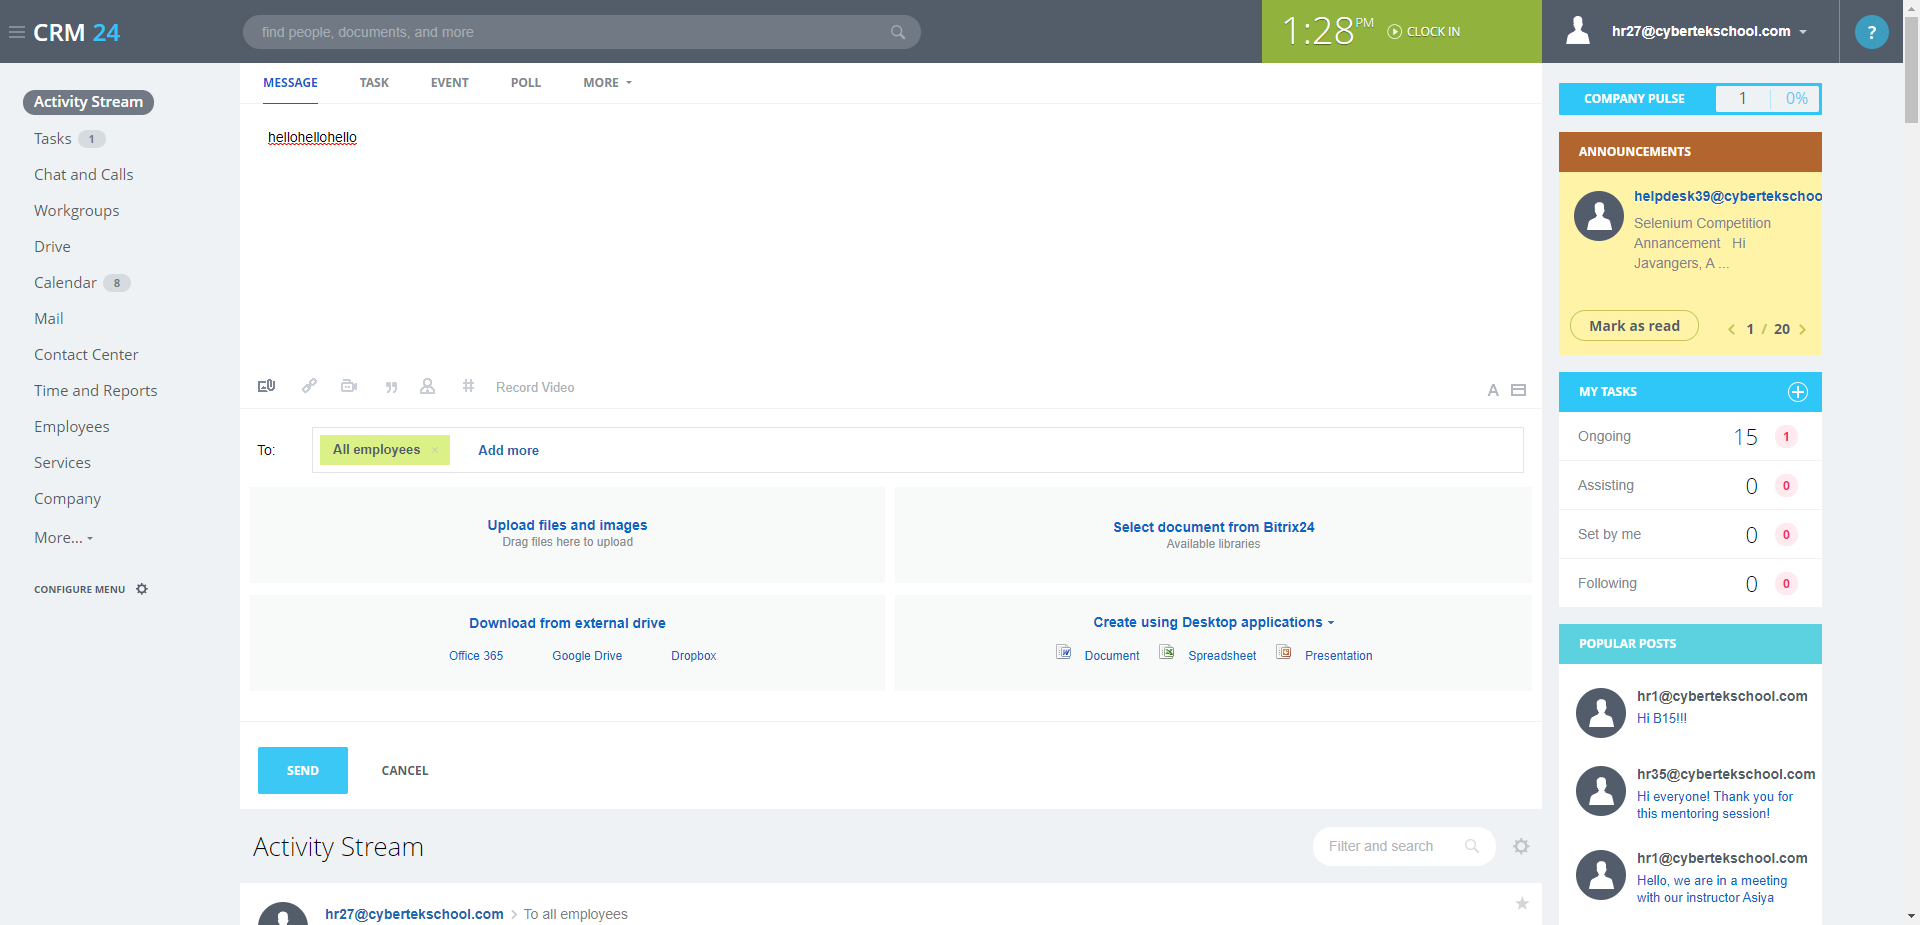 CRM 24
find people, documents, and more
1:28 PM CLOCK IN
hr27@cybertekschool.com
?
Activity Stream
Tasks 1
Chat and Calls
Workgroups
Drive
Calendar 8
Mail
Contact Center
Time and Reports
Employees
Services
Company
More...
CONFIGURE MENU
MESSAGE TASK EVENT POLL MORE
hellohellohello
Record Video
A
To: All employees × Add more
Upload files and images
Drag files here to upload
Select document from Bitrix24
Available libraries
Download from external drive
Office 365 Google Drive Dropbox
Create using Desktop applications
Document Spreadsheet Presentation
SEND CANCEL
Activity Stream
Filter and search
hr27@cybertekschool.com > To all employees
COMPANY PULSE 1 0%
ANNOUNCEMENTS
helpdesk39@cybertekschoo
Selenium Competition
Annancement Hi
Javangers, A ...
Mark as read
1 / 20
MY TASKS
Ongoing 15 1
Assisting 0 0
Set by me 0 0
Following 0 0
POPULAR POSTS
hr1@cybertekschool.com
Hi B15!!!
hr35@cybertekschool.com
Hi everyone! Thank you for
this mentoring session!
hr1@cybertekschool.com
Hello, we are in a meeting
with our instructor Asiya